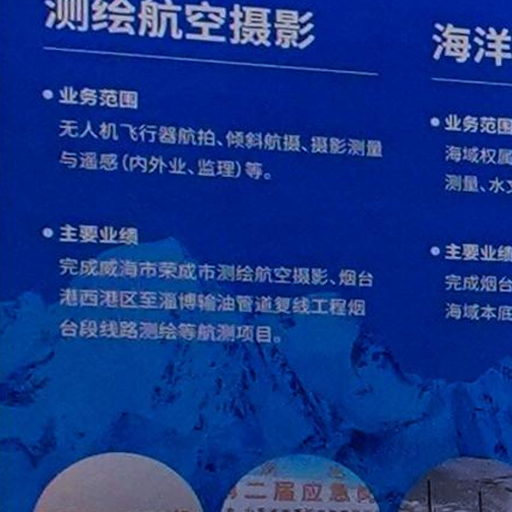 测绘航空摄影
业务范围
无人机飞行器航拍、倾斜航摄、摄影测量
与遥感（内外业、监理）等。
主要业绩
完成威海市荣成市测绘航空摄影、烟台
港西港区至淄博输油管道复线工程烟
台段线路测绘等航测项目。
海洋
业务范围
海域权属
测量、水文
主要业绩
完成烟台
海域本底
二届应急